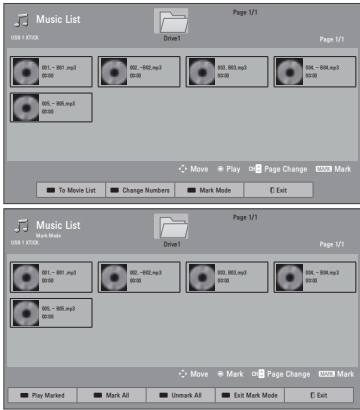 Music List
Page 1/1
USB 1 XTICK
Drive1
Page 1/1
001. - B01 .mp3
00:00
002. -B02.mp3
00:00
003. B03.mp3
00:00
004. - B04.mp3
00:00
005. - B05.mp3
00:00
Move Play CH Page Change MARK Mark
To Movie List Change Numbers Mark Mode Exit
Music List
Page 1/1
Mark Mode
USB 1 XTICK
Drive1
Page 1/1
001. - B01 .mp3
00:00
002. -B02.mp3
00:00
003. B03.mp3
00:00
004. - B04.mp3
00:00
005. - B05.mp3
00:00
Move Mark CH Page Change MARK Mark
Play Marked Mark All Unmark All Exit Mark Mode Exit